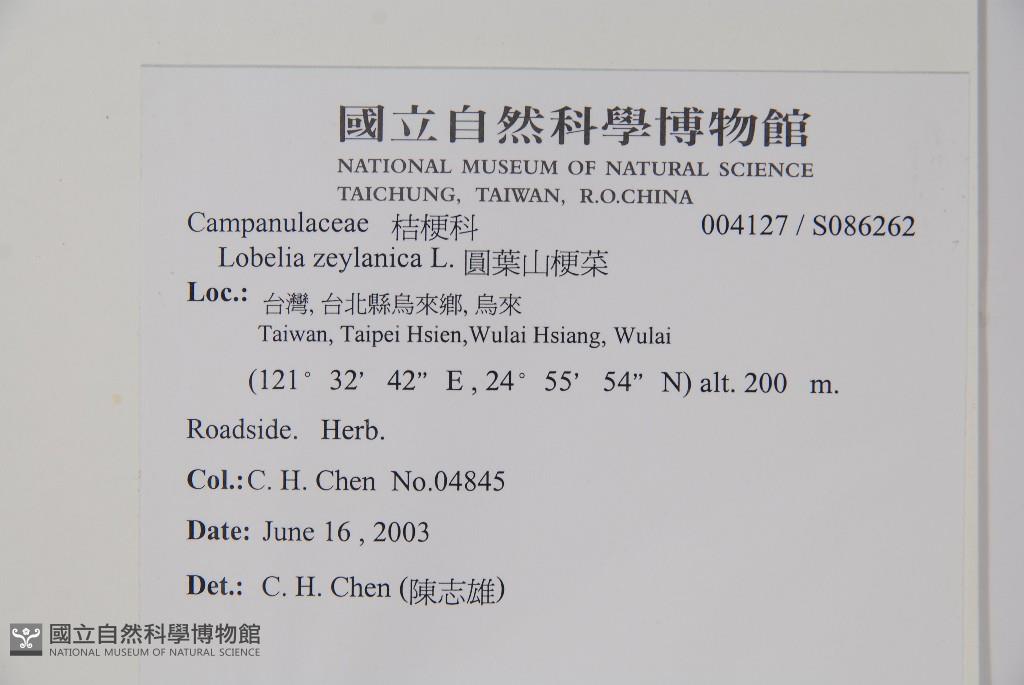 國立自然科學博物館
NATIONAL MUSEUM OF NATURAL SCIENCE
TAICHUNG, TAIWAN, R.O.CHINA
Campanulaceae 桔梗科 004127 / S086262
Lobelia zeylanica L. 圓葉山梗菜
Loc.: 台灣, 台北縣烏來鄉, 烏來
Taiwan, Taipei Hsien,Wulai Hsiang, Wulai
(121° 32’ 42” E , 24° 55’ 54” N) alt. 200 m.
Roadside. Herb.
Col.: C. H. Chen No.04845
Date: June 16 , 2003
Det.: C. H. Chen (陳志雄)
國立自然科學博物館
NATIONAL MUSEUM OF NATURAL SCIENCE